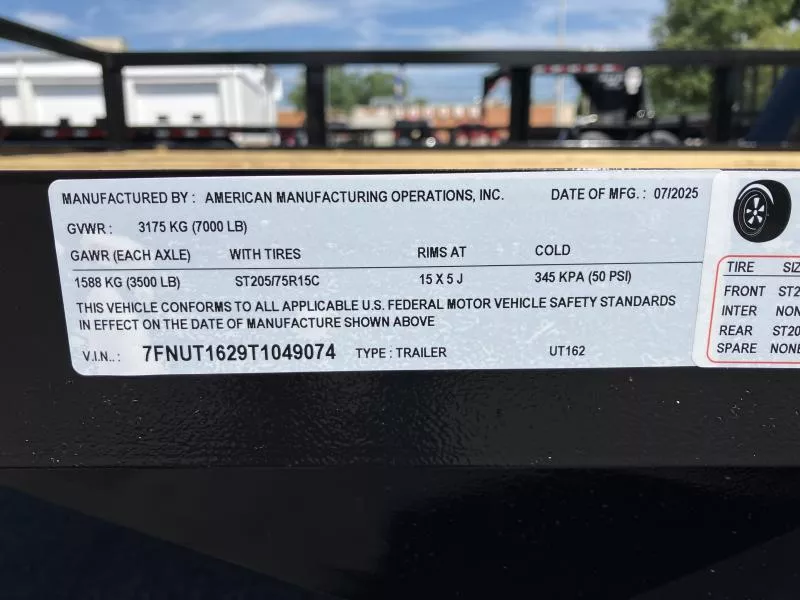 MANUFACTURED BY : AMERICAN MANUFACTURING OPERATIONS, INC. DATE OF MFG. : 07/2025
GVWR : 3175 KG (7000 LB)
GAWR (EACH AXLE) WITH TIRES RIMS AT COLD
1588 KG (3500 LB) ST205/75R15C 15 X 5 J 345 KPA (50 PSI)
THIS VEHICLE CONFORMS TO ALL APPLICABLE U.S. FEDERAL MOTOR VEHICLE SAFETY STANDARDS
IN EFFECT ON THE DATE OF MANUFACTURE SHOWN ABOVE
V.I.N.. : 7FNUT1629T1049074 TYPE : TRAILER UT162
TIRE
FRONT
INTER
REAR
SPARE NONE